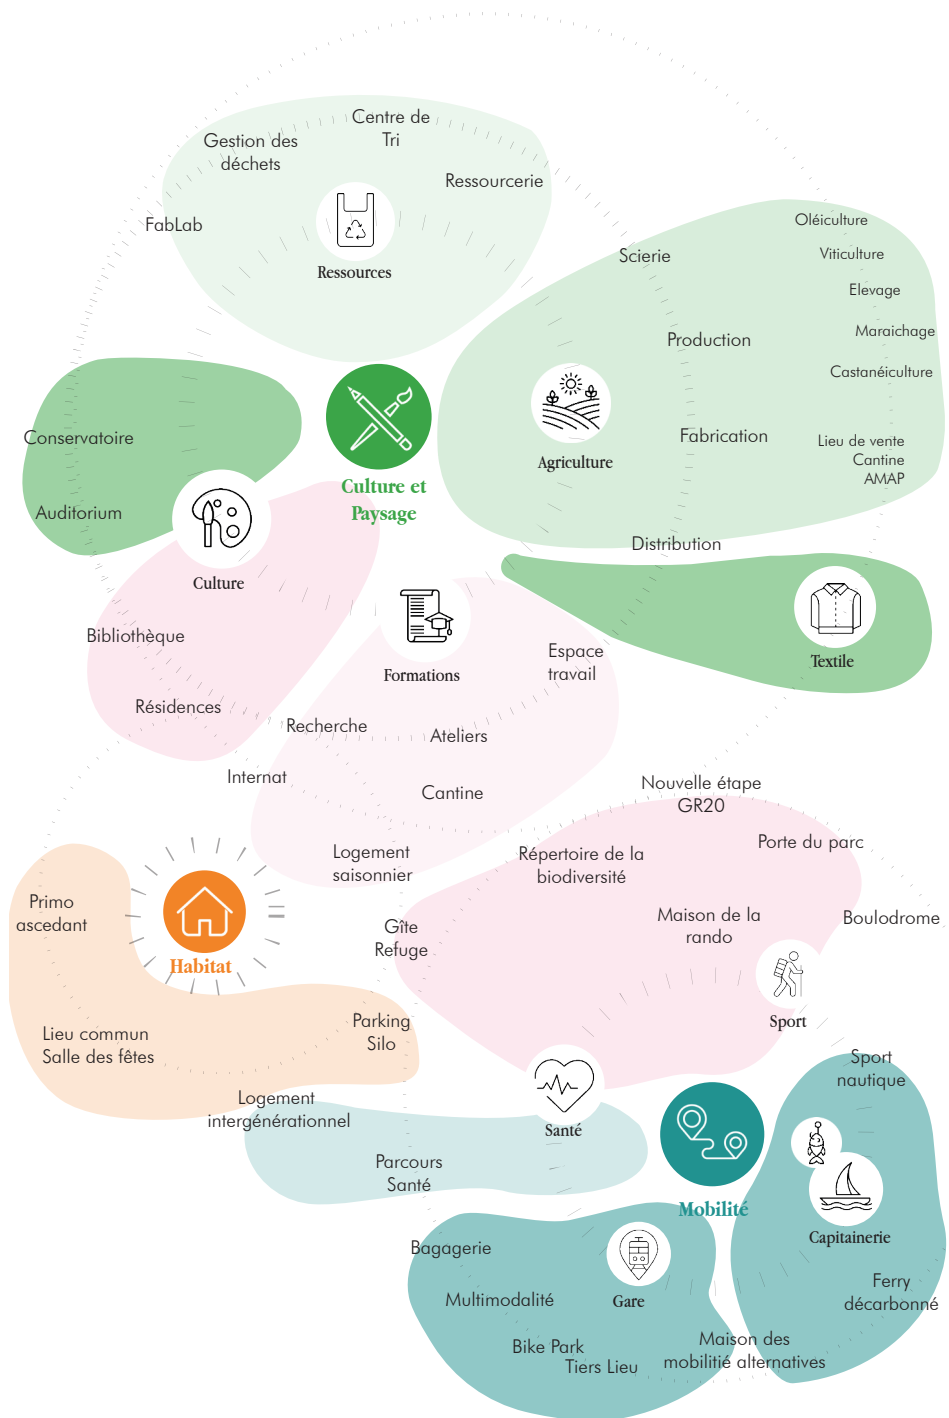 Centre de
Tri
Gestion des
déchets
Ressourcerie
FabLab
Ressources
Oléiculture
Scierie
Viticulture
Elevage
Production
Maraichage
Castanéiculture
Conservatoire
Fabrication
Lieu de vente
Cantine
AMAP
Agriculture
Culture et
Paysage
Auditorium
Distribution
Culture
Bibliothèque
Espace
travail
Textile
Formations
Résidences
Recherche
Ateliers
Internat
Cantine
Nouvelle étape
GR20
Porte du parc
Logement
saisonnier
Répertoire de la
biodiversité
Primo
ascedant
Maison de la
rando
Boulodrome
Gîte
Refuge
Habitat
Sport
Lieu commun
Salle des fêtes
Parking
Silo
Sport
nautique
Logement
intergénérationnel
Santé
Parcours
Santé
Mobilité
Capitainerie
Bagagerie
Multimodalité
Gare
Ferry
décarbonné
Bike Park
Tiers Lieu
Maison des
mobilitié alternatives